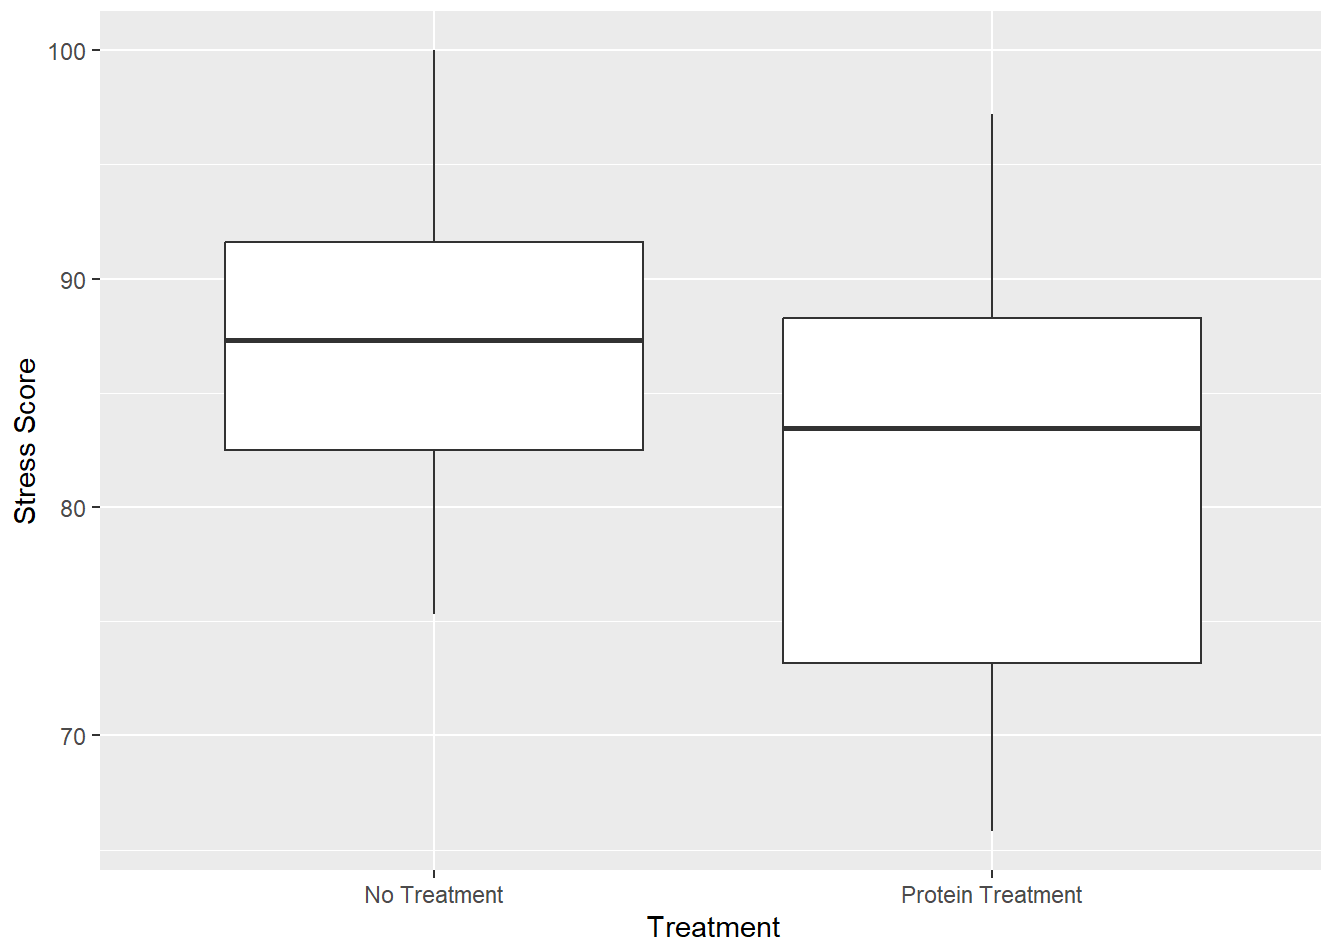 100
90
80
70
Stress Score
No Treatment
Protein Treatment
Treatment